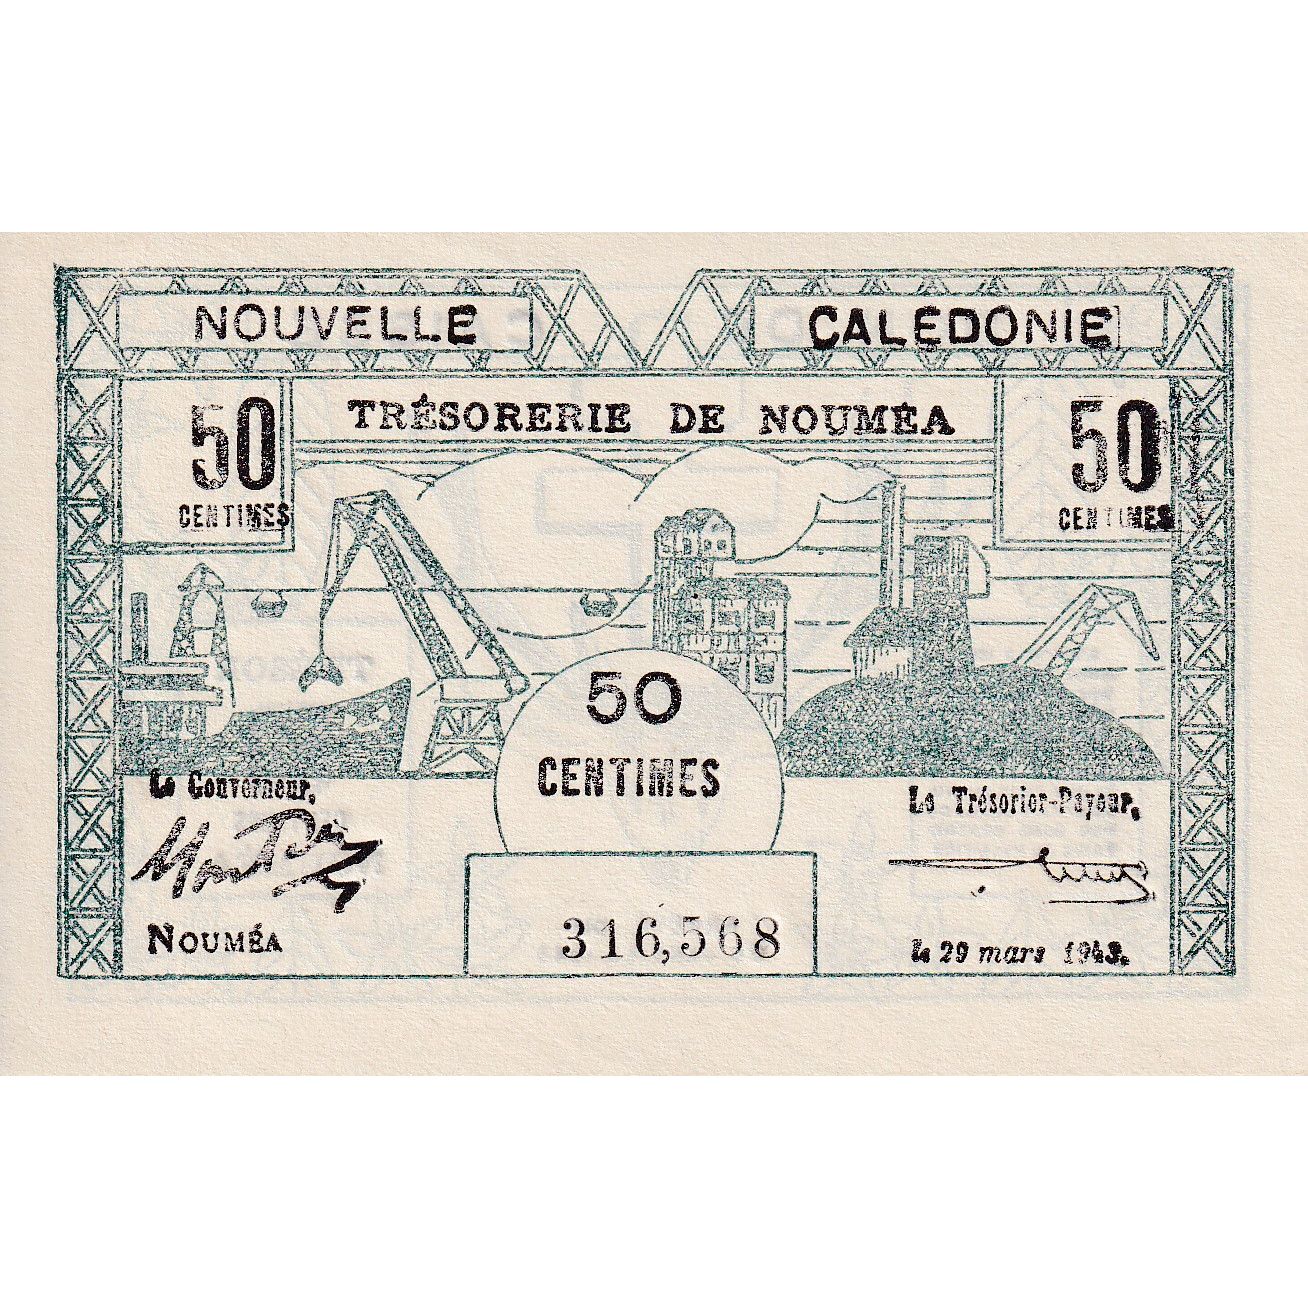 NOUVELLE CALÉDONIE
TRÉSORERIE DE NOUMÉA
50
CENTIMES
50
CENTIMES
50
CENTIMES
Le Gouverneur,
Le Trésorier-Payeur,
NOUMÉA
316,568
le 29 mars 1943.